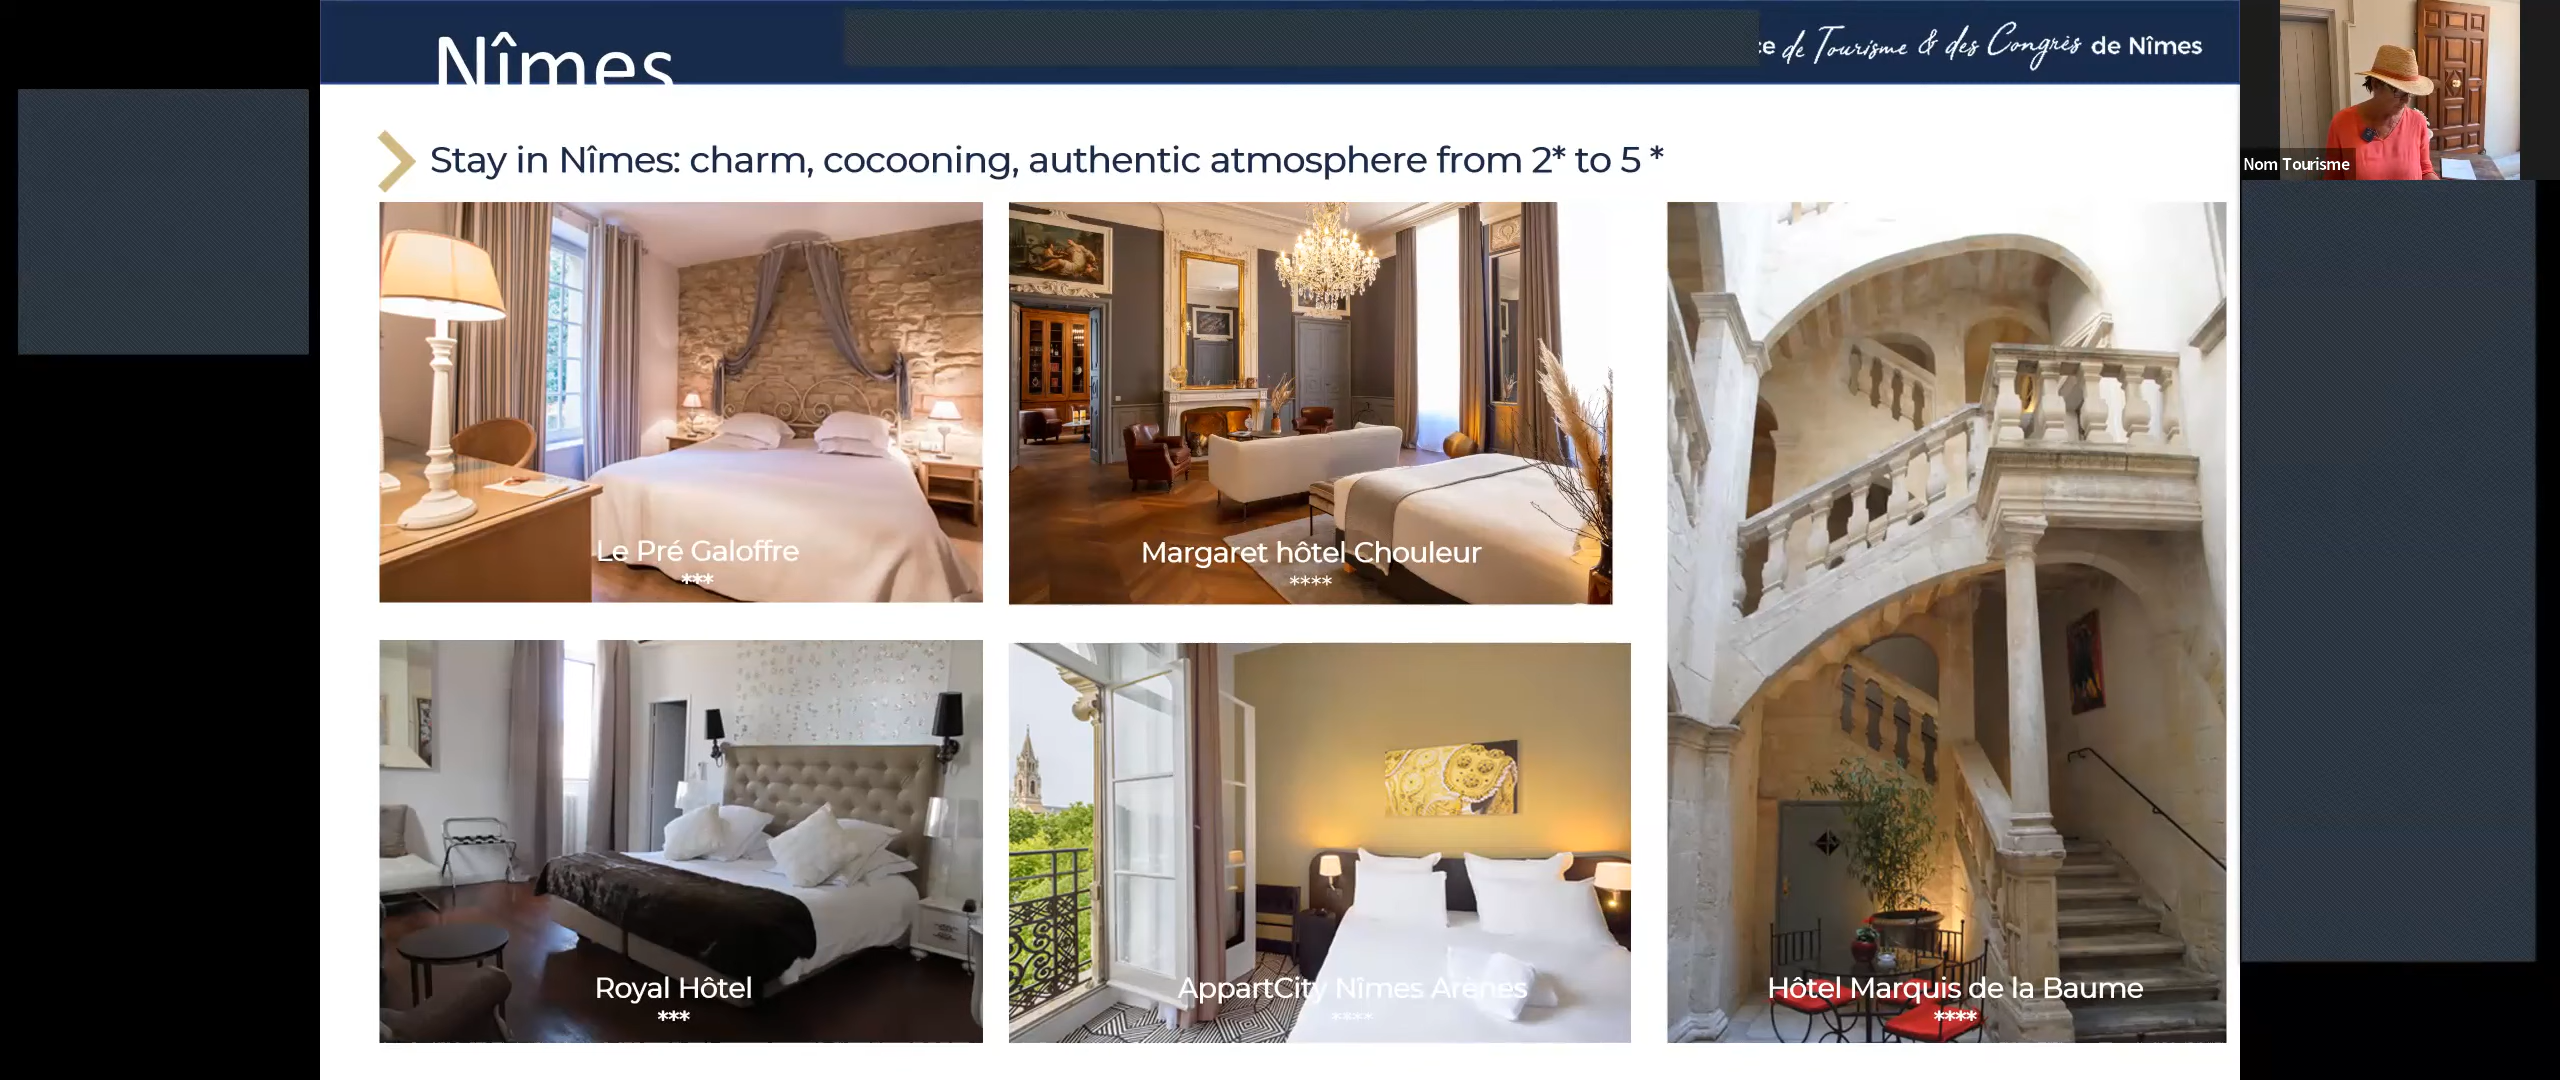 Nîmes
de Tourisme & des Congrès de Nîmes
Nom Tourisme
Stay in Nîmes: charm, cocooning, authentic atmosphere from 2* to 5 *
Le Pré Galoffre
***
Margaret hôtel Chouleur
****
Royal Hôtel
***
AppartCity Nîmes Arènes
****
Hôtel Marquis de la Baume
****